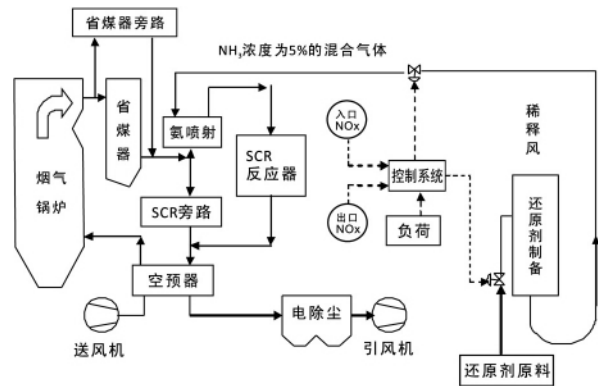 省煤器旁路
NH₃浓度为5%的混合气体
省煤器
氨喷射
烟气
锅炉
SCR
反应器
入口
NOx
控制系统
稀释风
还原剂制备
SCR旁路
出口
NOx
负荷
空预器
电除尘
送风机
引风机
还原剂原料